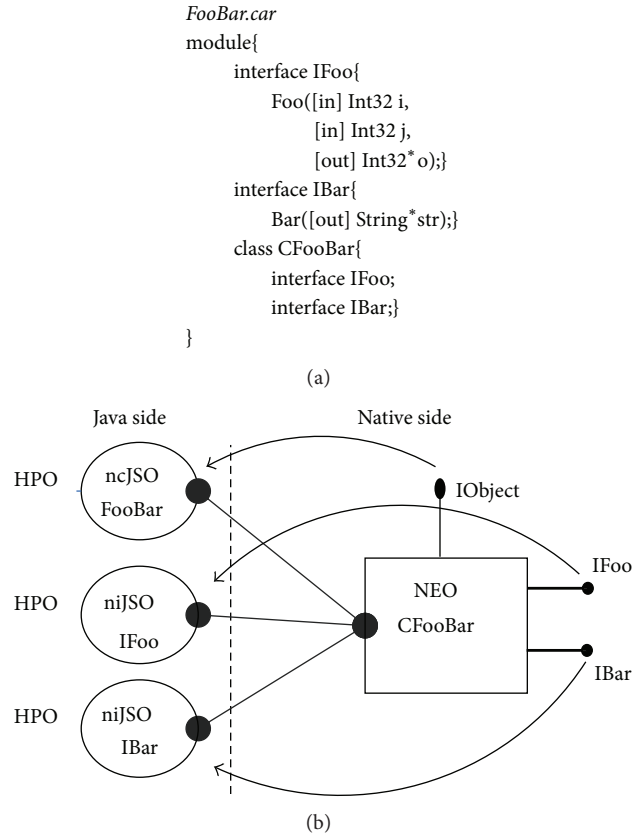 FooBar.car
module{
interface IFoo{
Foo([in] Int32 i,
[in] Int32 j,
[out] Int32* o);}
interface IBar{
Bar([out] String*str);}
class CFooBar{
interface IFoo;
interface IBar;}
}
(a)
Java side
Native side
HPO
ncJSO
FooBar
IObject
HPO
niJSO
IFoo
NEO
CFooBar
IFoo
IBar
HPO
niJSO
IBar
(b)